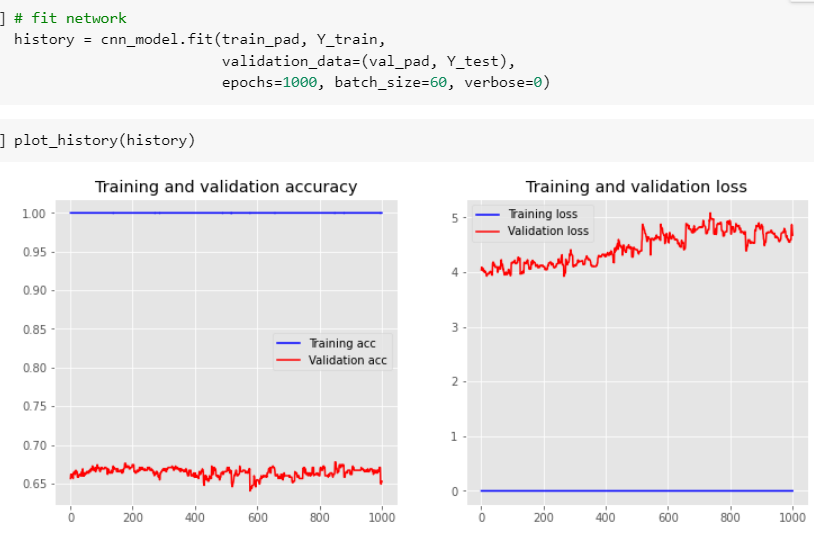 ] # fit network
history = cnn_model.fit(train_pad, Y_train,
validation_data=(val_pad, Y_test),
epochs=1000, batch_size=60, verbose=0)
] plot_history(history)
Training and validation accuracy
1.00
0.95
0.90
0.85
0.80
0.75
0.70
0.65
Training acc
Validation acc
0 200 400 600 800 1000
Training and validation loss
5
4
3
2
1
0
Training loss
Validation loss
0 200 400 600 800 1000